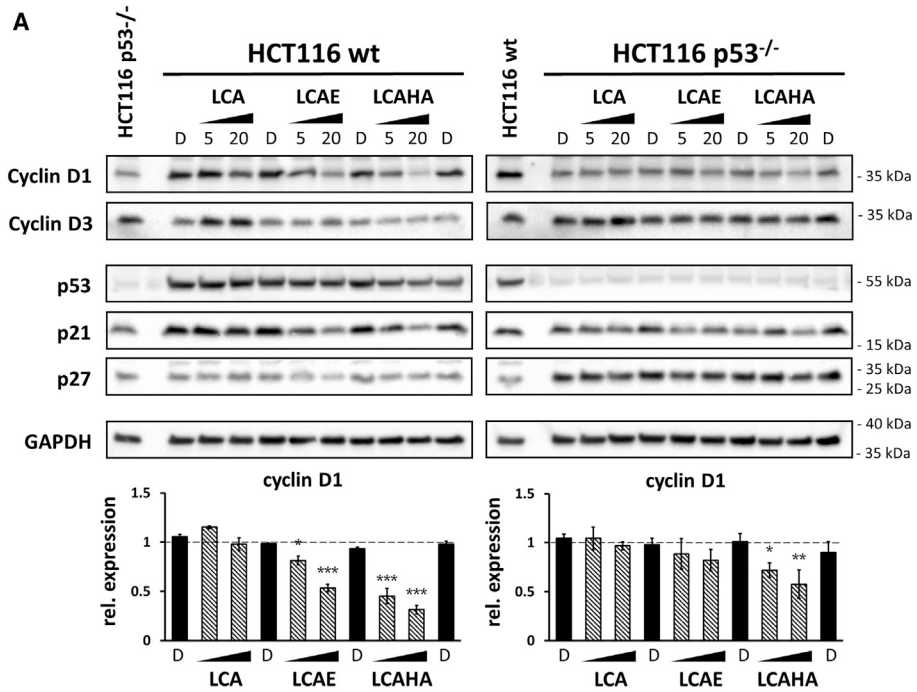 A
HCT116 p53-/-
HCT116 wt
LCA LCAE LCAHA
D 5 20 D 5 20 D 5 20 D
HCT116 wt
HCT116 p53-/-
LCA LCAE LCAHA
D 5 20 D 5 20 D 5 20 D
Cyclin D1 - 35 kDa
Cyclin D3 - 35 kDa
p53 - 55 kDa
p21 - 15 kDa
p27 - 35 kDa
- 25 kDa
GAPDH - 40 kDa
- 35 kDa
cyclin D1
rel. expression
1.5
1
0.5
0
* *** *** ***
D D D D
LCA LCAE LCAHA
cyclin D1
rel. expression
1.5
1
0.5
0
* **
D D D D
LCA LCAE LCAHA